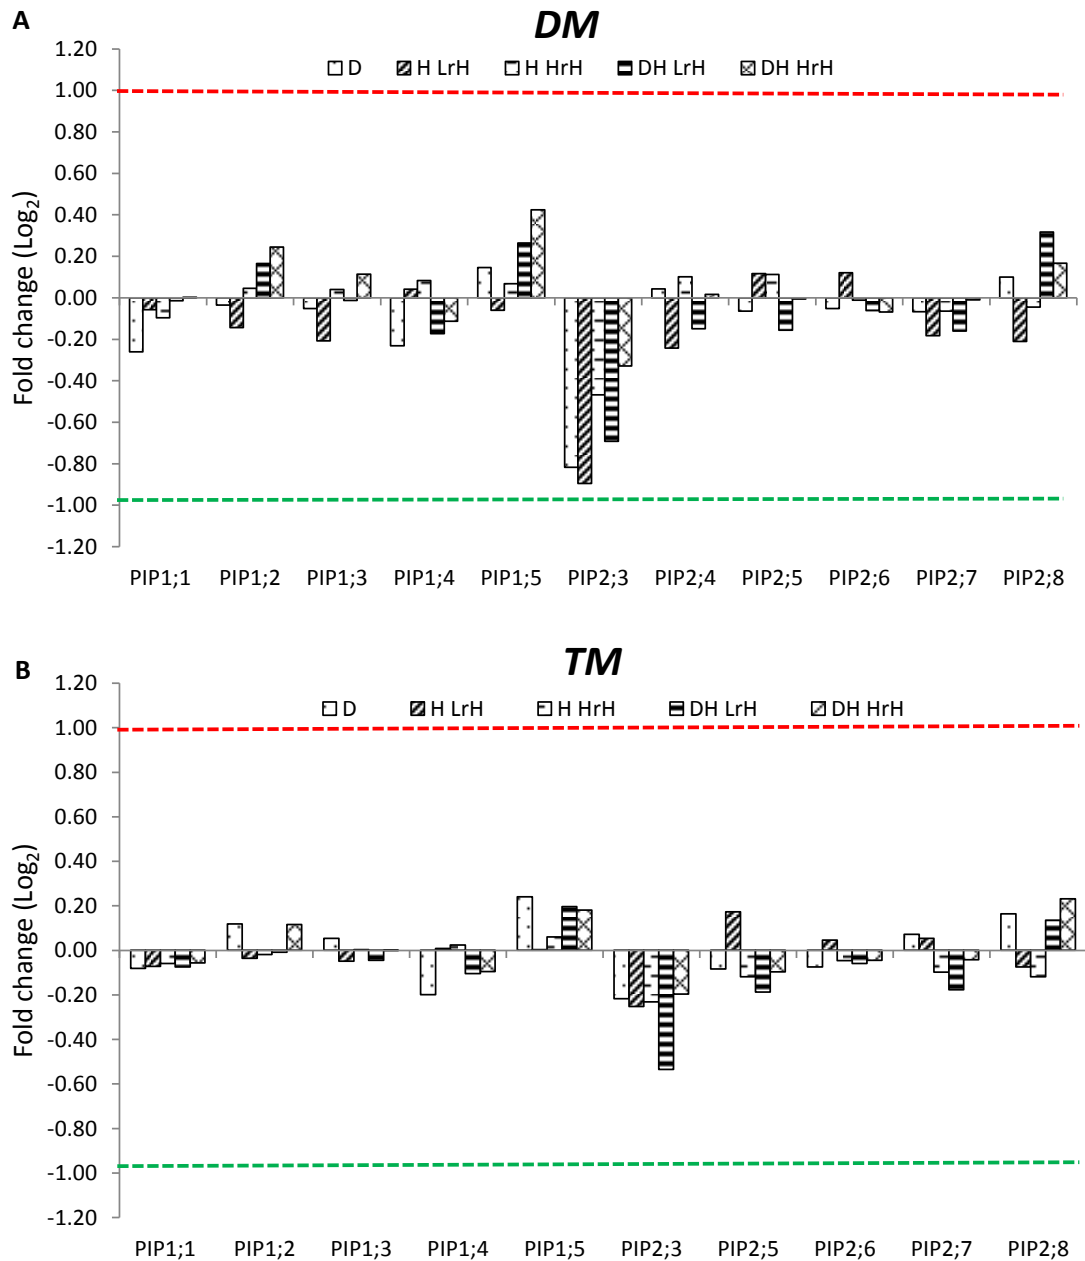 A
DM
1.20
D H LrH H HrH DH LrH DH HrH
1.00
0.80
0.60
0.40
0.20
0.00
-0.20
-0.40
-0.60
-0.80
-1.00
-1.20
Fold change (Log2)
PIP1;1 PIP1;2 PIP1;3 PIP1;4 PIP1;5 PIP2;3 PIP2;4 PIP2;5 PIP2;6 PIP2;7 PIP2;8
B
TM
1.20
D H LrH H HrH DH LrH DH HrH
1.00
0.80
0.60
0.40
0.20
0.00
-0.20
-0.40
-0.60
-0.80
-1.00
-1.20
Fold change (Log2)
PIP1;1 PIP1;2 PIP1;3 PIP1;4 PIP1;5 PIP2;3 PIP2;5 PIP2;6 PIP2;7 PIP2;8